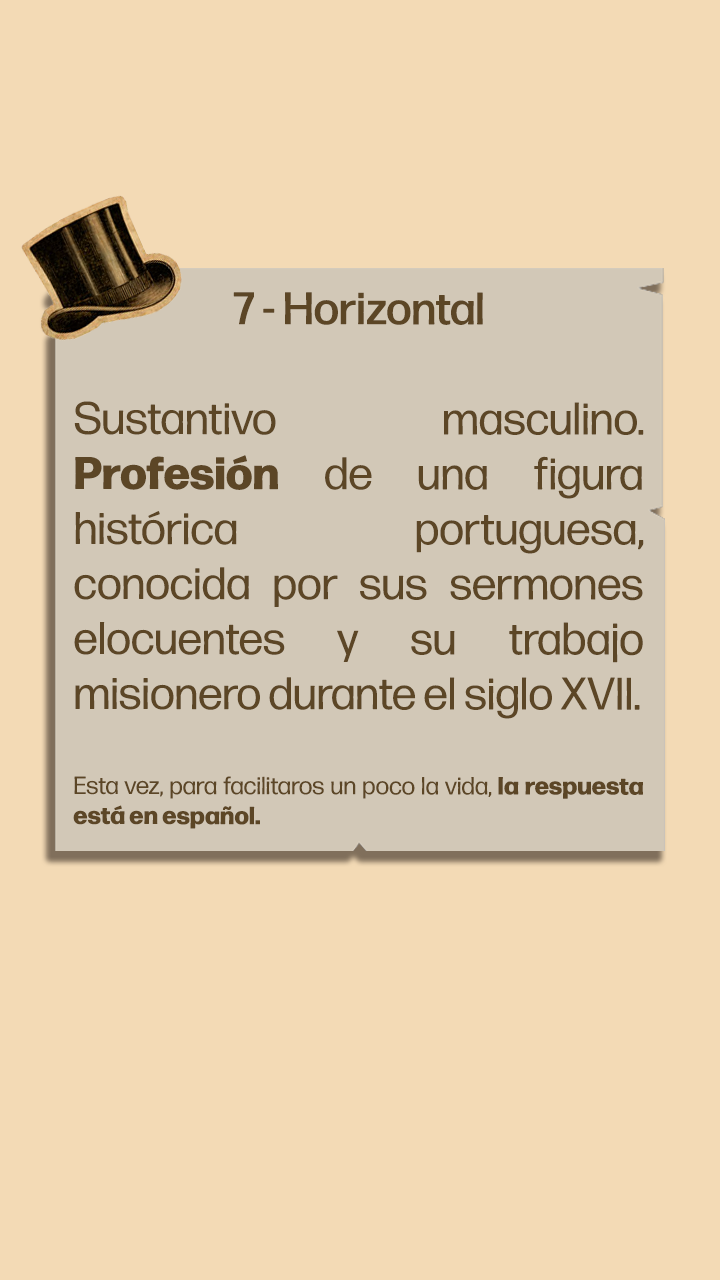 7 - Horizontal
Sustantivo masculino.
Profesión de una figura
histórica portuguesa,
conocida por sus sermones
elocuentes y su trabajo
misionero durante el siglo XVII.
Esta vez, para facilitaros un poco la vida, la respuesta
está en español.